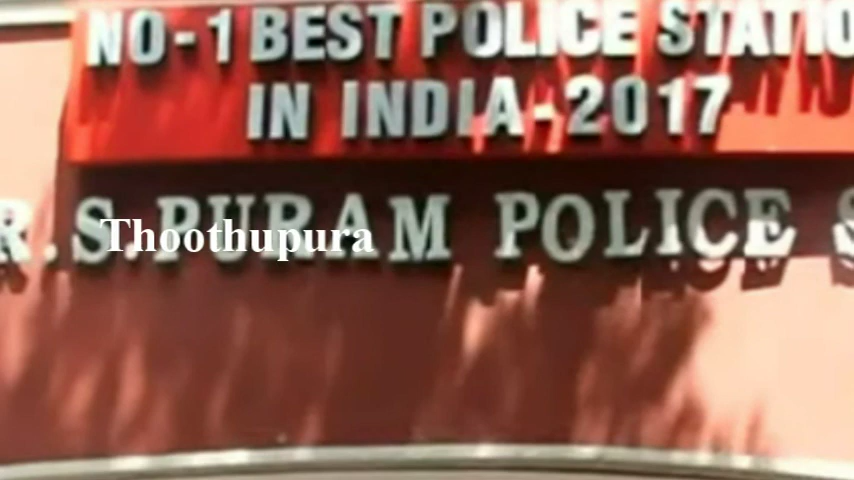 NO-1 BEST POLICE STATIO
IN INDIA-2017
R.S.PURAM POLICE S
Thoothupura